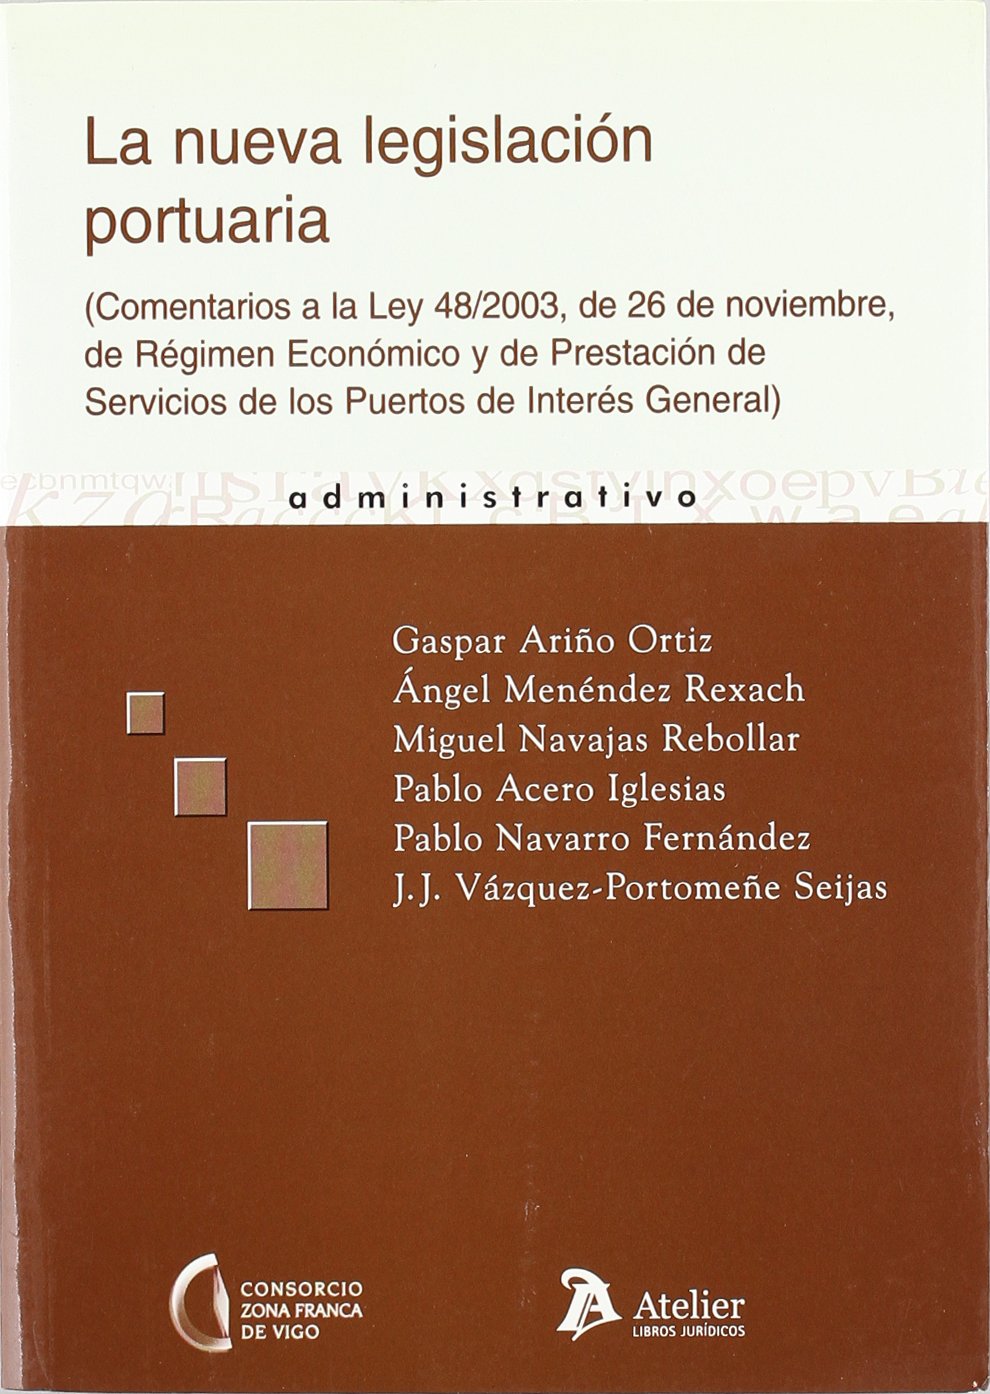 La nueva legislación
portuaria
(Comentarios a la Ley 48/2003, de 26 de noviembre,
de Régimen Económico y de Prestación de
Servicios de los Puertos de Interés General)
administrativo
Gaspar Ariño Ortiz
Ángel Menéndez Rexach
Miguel Navajas Rebollar
Pablo Acero Iglesias
Pablo Navarro Fernández
J.J. Vázquez-Portomeñe Seijas
CONSORCIO
ZONA FRANCA
DE VIGO
Atelier
LIBROS JURÍDICOS